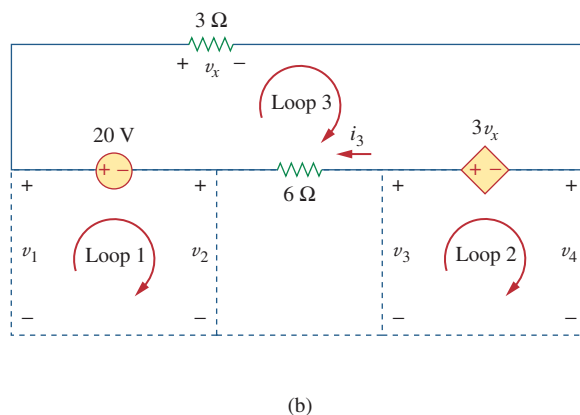 3 Ω
+ vₓ −
Loop 3
i₃
20 V
3vₓ
+ −
+ −
6 Ω
+ + + +
v₁ Loop 1 v₂ v₃ Loop 2 v₄
− − − −
(b)